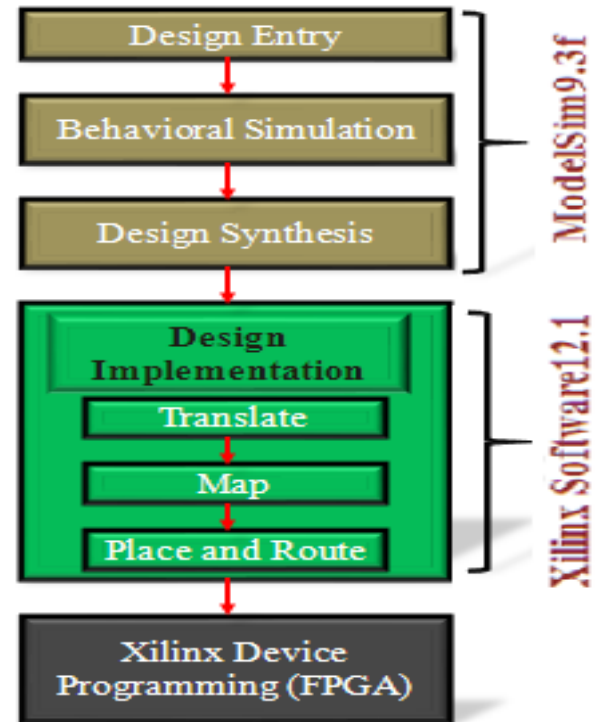 Design Entry
Behavioral Simulation
Design Synthesis
ModelSim9.3f
Design
Implementation
Translate
Map
Place and Route
Xilinx Software12.1
Xilinx Device
Programming (FPGA)